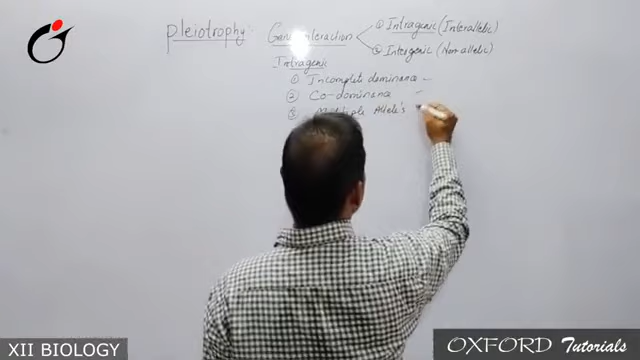 Pleiotrophy: Gene interaction ① Intragenic (Interallelic)
② Intergenic (Non allelic)
Intragenic
① Incomplete dominance –
② Co-dominance –
③ Multiple Allele's
XII BIOLOGY
OXFORD Tutorials